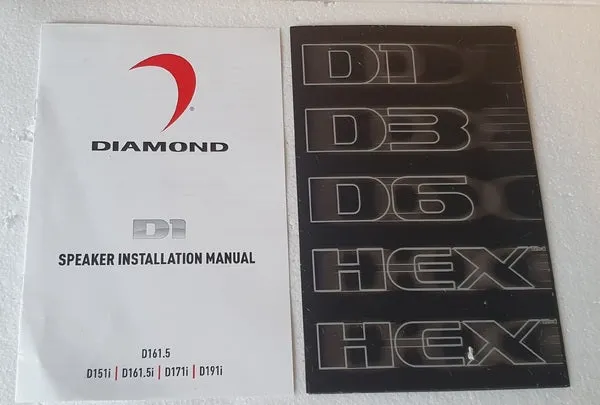 DIAMOND
D1
SPEAKER INSTALLATION MANUAL
D161.5
D151i | D161.5i | D171i | D191i
D1
D3
D6
HEX
HEX